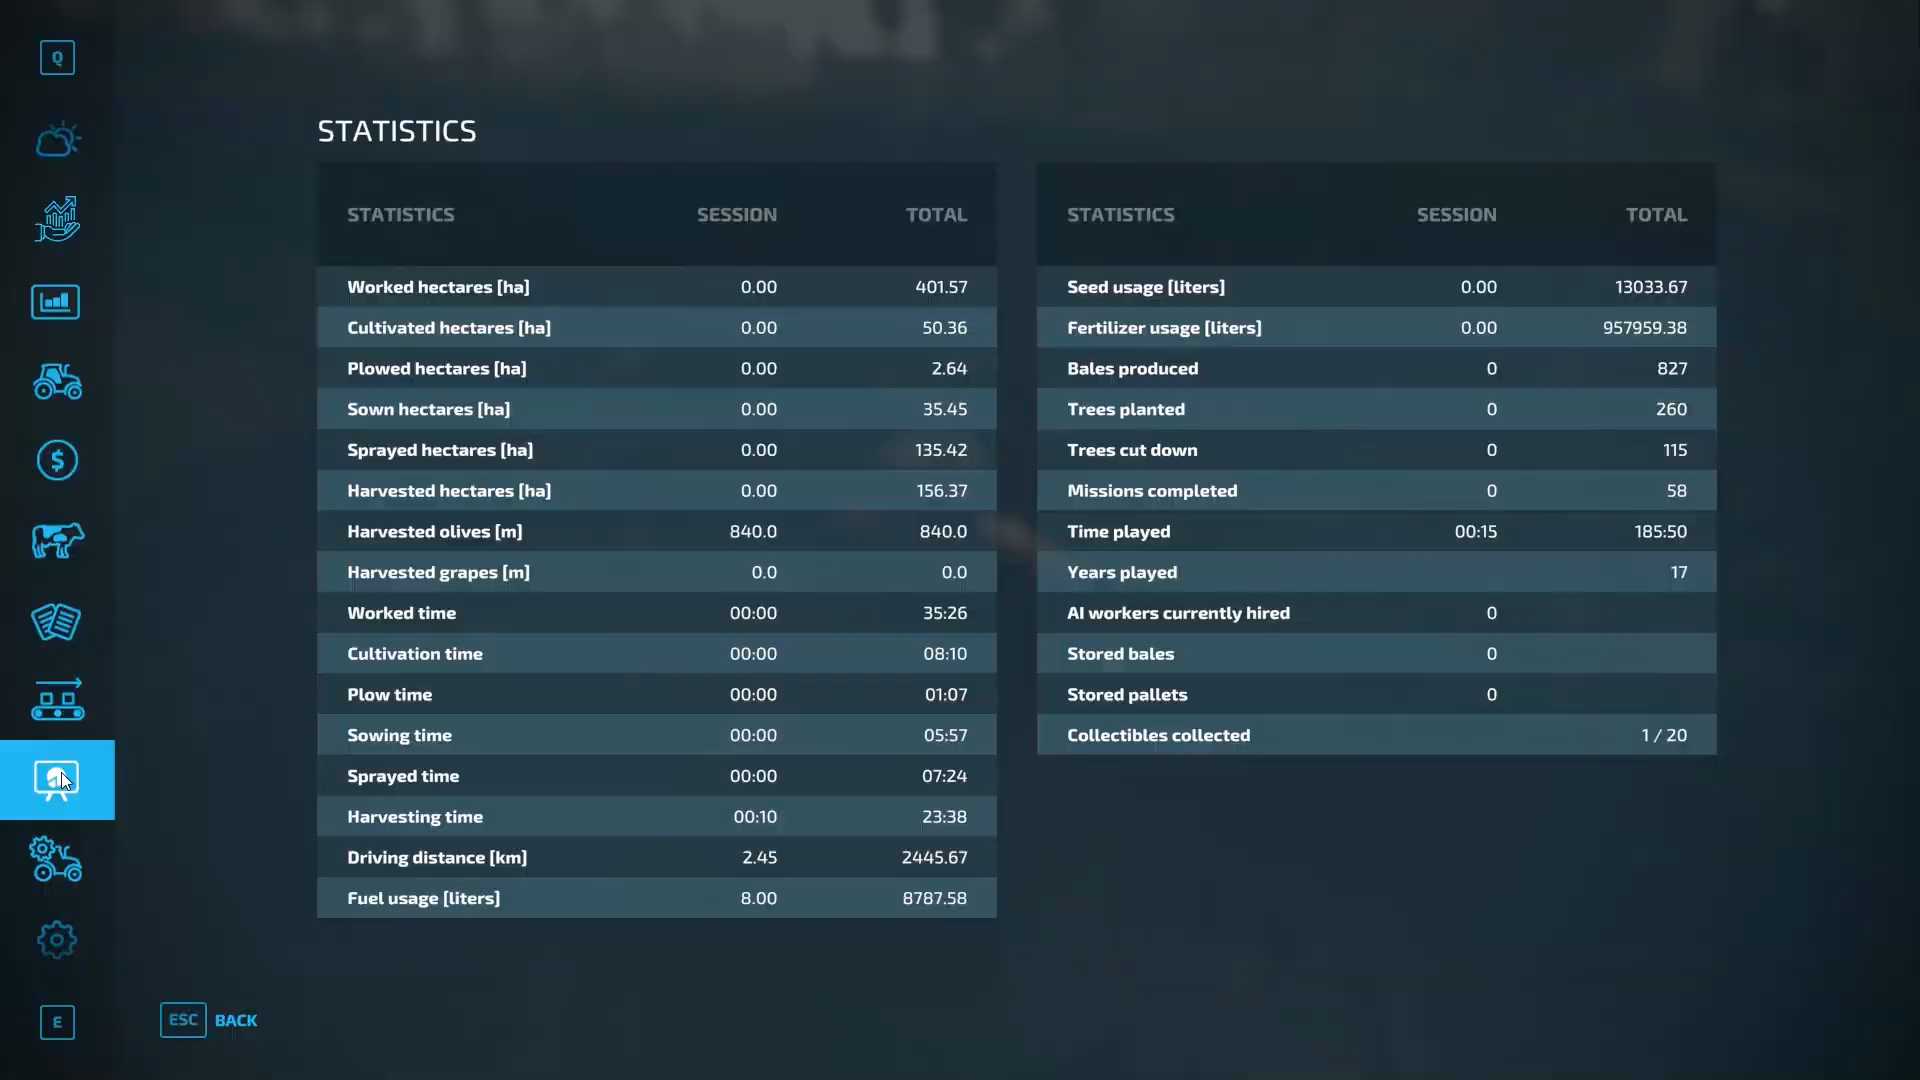 Q
STATISTICS
STATISTICS SESSION TOTAL
Worked hectares [ha] 0.00 401.57
Cultivated hectares [ha] 0.00 50.36
Plowed hectares [ha] 0.00 2.64
Sown hectares [ha] 0.00 35.45
Sprayed hectares [ha] 0.00 135.42
Harvested hectares [ha] 0.00 156.37
Harvested olives [m] 840.0 840.0
Harvested grapes [m] 0.0 0.0
Worked time 00:00 35:26
Cultivation time 00:00 08:10
Plow time 00:00 01:07
Sowing time 00:00 05:57
Sprayed time 00:00 07:24
Harvesting time 00:10 23:38
Driving distance [km] 2.45 2445.67
Fuel usage [liters] 8.00 8787.58
STATISTICS SESSION TOTAL
Seed usage [liters] 0.00 13033.67
Fertilizer usage [liters] 0.00 957959.38
Bales produced 0 827
Trees planted 0 260
Trees cut down 0 115
Missions completed 0 58
Time played 00:15 185:50
Years played 17
AI workers currently hired 0
Stored bales 0
Stored pallets 0
Collectibles collected 1 / 20
$
E
ESC BACK